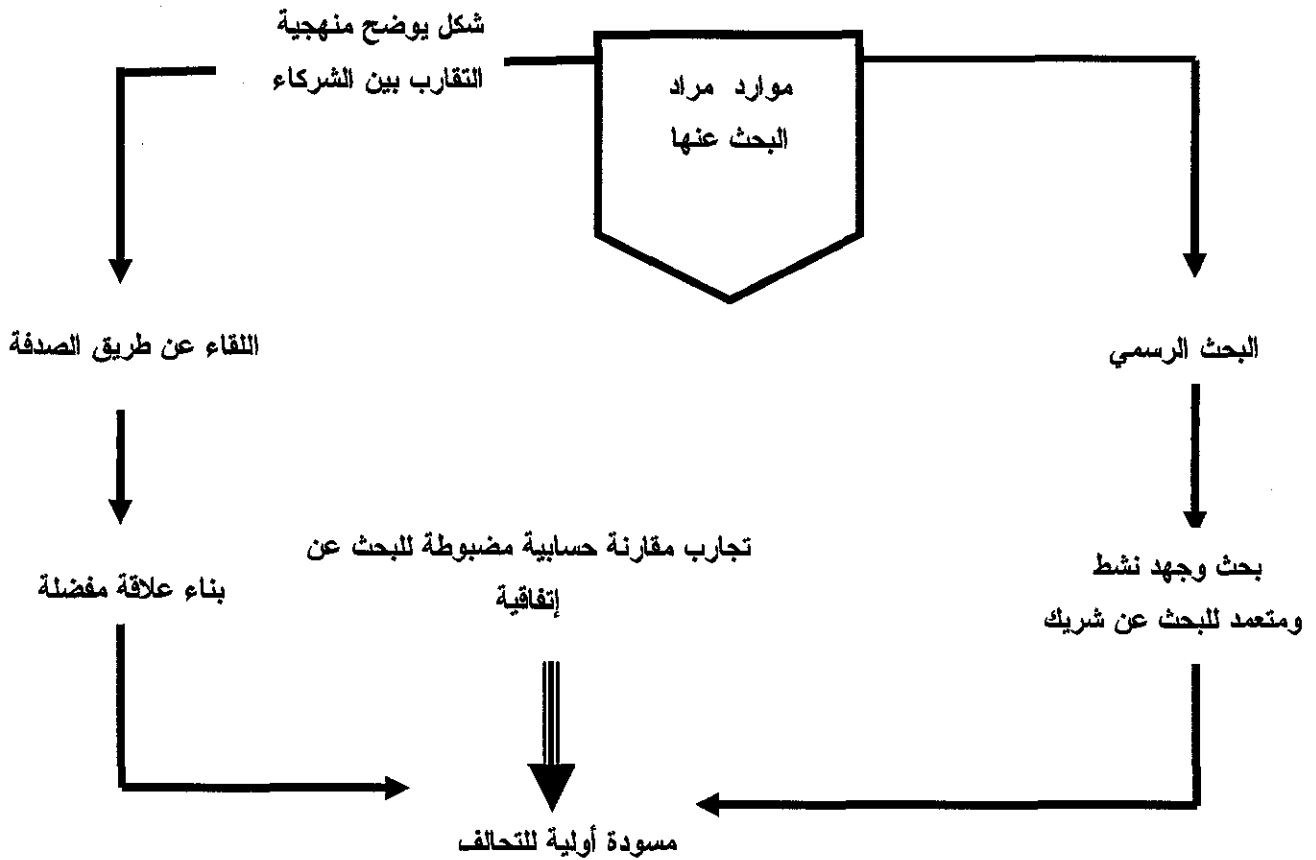 شكل يوضح منهجية
التقارب بين الشركاء
موارد مراد
البحث عنها
البحث الرسمي
اللقاء عن طريق الصدفة
بحث وجهد نشط
ومتعمد للبحث عن شريك
تجارب مقارنة حسابية مضبوطة للبحث عن
إتفاقية
بناء علاقة مفضلة
مسودة أولية للتحالف